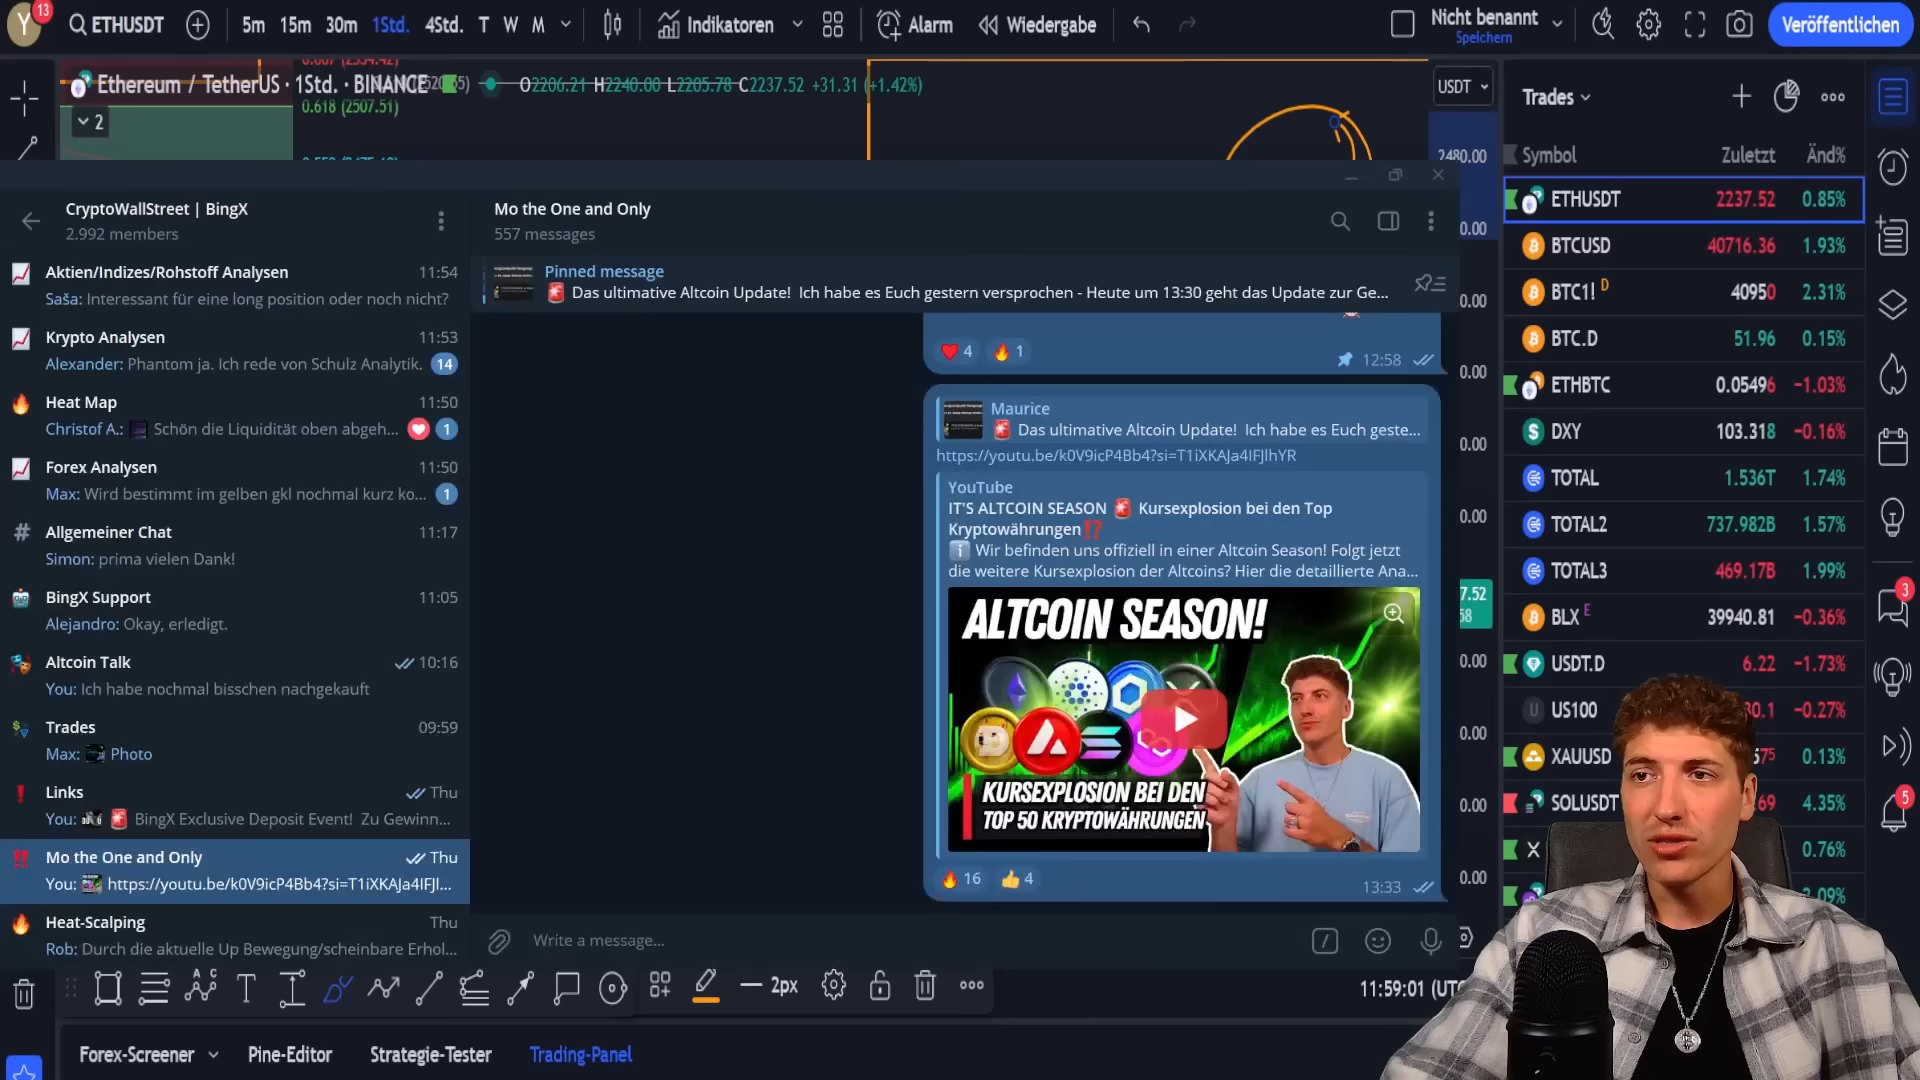 Y
13
ETHUSDT
5m 15m 30m 1Std. 4Std. T W M
Indikatoren
Alarm
Wiedergabe
Nicht benannt
Speichern
Veröffentlichen
Ethereum / TetherUS · 1Std. · BINANCE
O2206.21 H2240.00 L2205.78 C2237.52 +31.31 (+1.42%)
0.618 (2507.51)
2
USDT
2480.00
Trades
Symbol Zuletzt Änd%
ETHUSDT 2237.52 0.85%
BTCUSD 40716.36 1.93%
BTC1! D 40950 2.31%
BTC.D 51.96 0.15%
ETHBTC 0.05496 −1.03%
DXY 103.318 −0.16%
TOTAL 1.536T 1.74%
TOTAL2 737.982B 1.57%
TOTAL3 469.17B 1.99%
BLX E 39940.81 −0.36%
USDT.D 6.22 −1.73%
US100 −0.27%
XAUUSD 0.13%
SOLUSDT 4.35%
0.76%
3
5
CryptoWallStreet | BingX
2.992 members
Aktien/Indizes/Rohstoff Analysen 11:54
Saša: Interessant für eine long position oder noch nicht?
Krypto Analysen 11:53
Alexander: Phantom ja. Ich rede von Schulz Analytik. 14
Heat Map 11:50
Christof A.: Schön die Liquidität oben abgeh... 1
Forex Analysen 11:50
Max: Wird bestimmt im gelben gkl nochmal kurz ko... 1
# Allgemeiner Chat 11:17
Simon: prima vielen Dank!
BingX Support 11:05
Alejandro: Okay, erledigt.
Altcoin Talk 10:16
You: Ich habe nochmal bisschen nachgekauft
Trades 09:59
Max: Photo
Links Thu
You: 🚨 BingX Exclusive Deposit Event! Zu Gewinn...
Mo the One and Only Thu
You: https://youtu.be/k0V9icP4Bb4?si=T1iXKAJa4IFJl...
Heat-Scalping Thu
Rob: Durch die aktuelle Up Bewegung/scheinbare Erhol...
Mo the One and Only
557 messages
Pinned message
🚨 Das ultimative Altcoin Update! Ich habe es Euch gestern versprochen - Heute um 13:30 geht das Update zur Ge...
❤️ 4 🔥 1
12:58
Maurice
🚨 Das ultimative Altcoin Update! Ich habe es Euch geste...
https://youtu.be/k0V9icP4Bb4?si=T1iXKAJa4IFJlhYR
YouTube
IT'S ALTCOIN SEASON 🚨 Kursexplosion bei den Top
Kryptowährungen⁉️
ℹ️ Wir befinden uns offiziell in einer Altcoin Season! Folgt jetzt
die weitere Kursexplosion der Altcoins? Hier die detaillierte Ana...
ALTCOIN SEASON!
KURSEXPLOSION BEI DEN
TOP 50 KRYPTOWÄHRUNGEN
🔥 16 👍 4
13:33
Write a message...
2px
11:59:01
Forex-Screener
Pine-Editor
Strategie-Tester
Trading-Panel